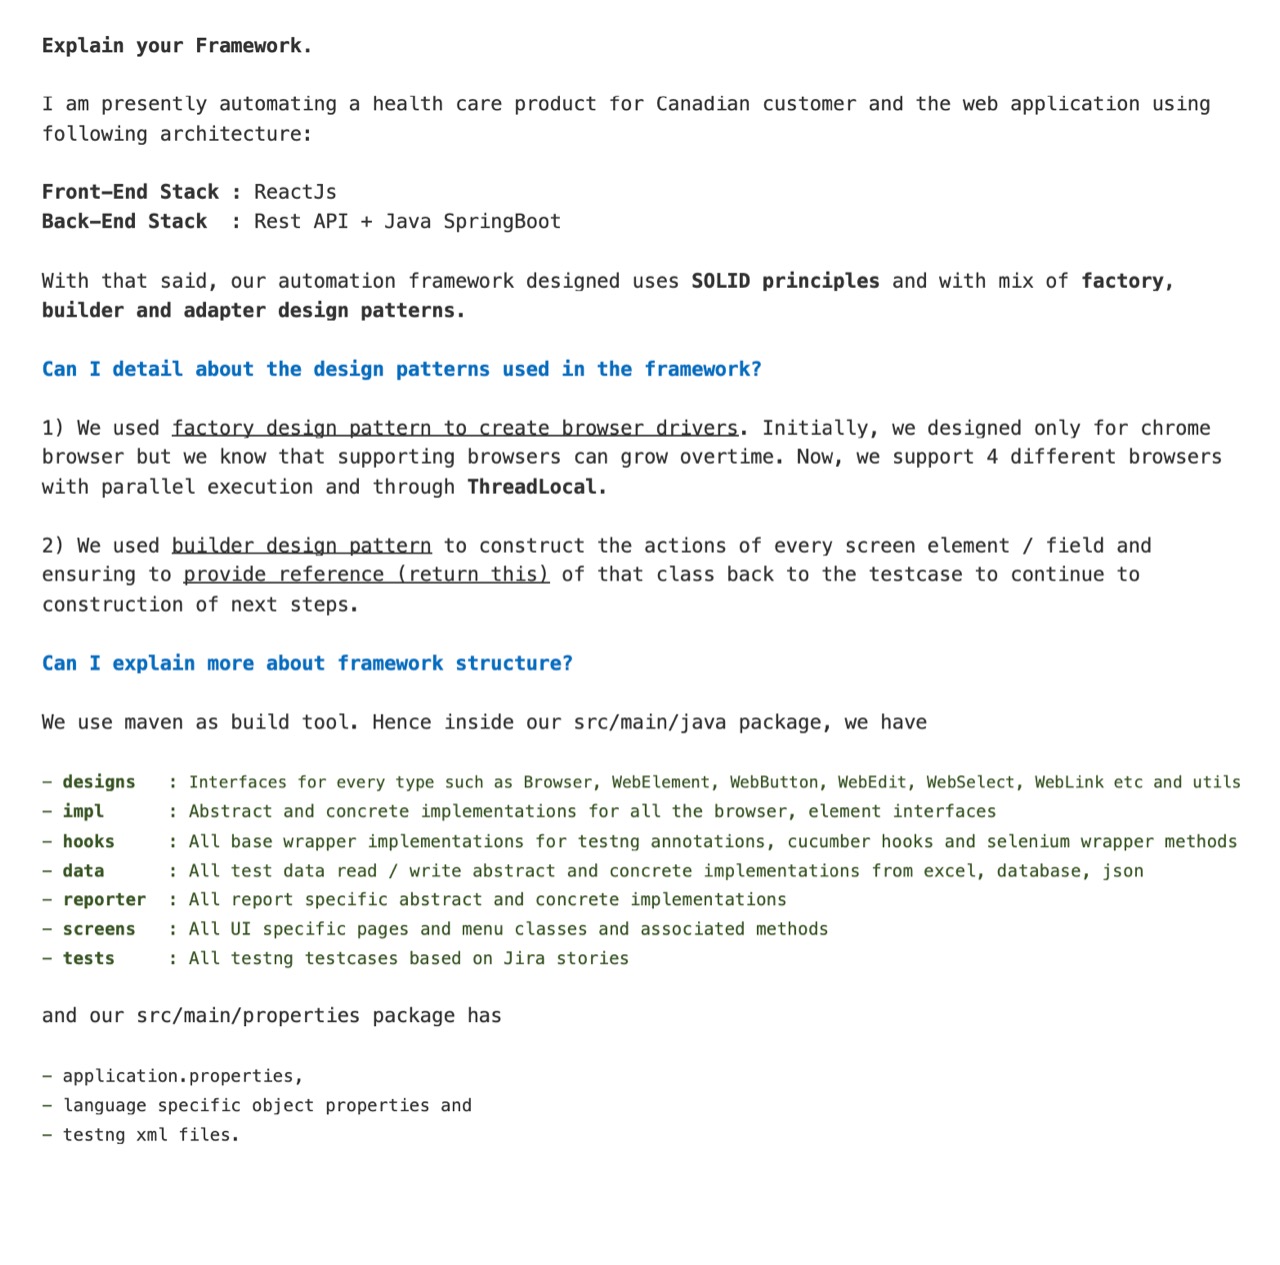 Explain your Framework.
I am presently automating a health care product for Canadian customer and the web application using
following architecture:
Front-End Stack : ReactJs
Back-End Stack  : Rest API + Java SpringBoot
With that said, our automation framework designed uses SOLID principles and with mix of factory,
builder and adapter design patterns.
Can I detail about the design patterns used in the framework?
1) We used factory design pattern to create browser drivers. Initially, we designed only for chrome
browser but we know that supporting browsers can grow overtime. Now, we support 4 different browsers
with parallel execution and through ThreadLocal.
2) We used builder design pattern to construct the actions of every screen element / field and
ensuring to provide reference (return this) of that class back to the testcase to continue to
construction of next steps.
Can I explain more about framework structure?
We use maven as build tool. Hence inside our src/main/java package, we have
- designs   : Interfaces for every type such as Browser, WebElement, WebButton, WebEdit, WebSelect, WebLink etc and utils
- impl      : Abstract and concrete implementations for all the browser, element interfaces
- hooks     : All base wrapper implementations for testng annotations, cucumber hooks and selenium wrapper methods
- data      : All test data read / write abstract and concrete implementations from excel, database, json
- reporter  : All report specific abstract and concrete implementations
- screens   : All UI specific pages and menu classes and associated methods
- tests     : All testng testcases based on Jira stories
and our src/main/properties package has
- application.properties,
- language specific object properties and
- testng xml files.